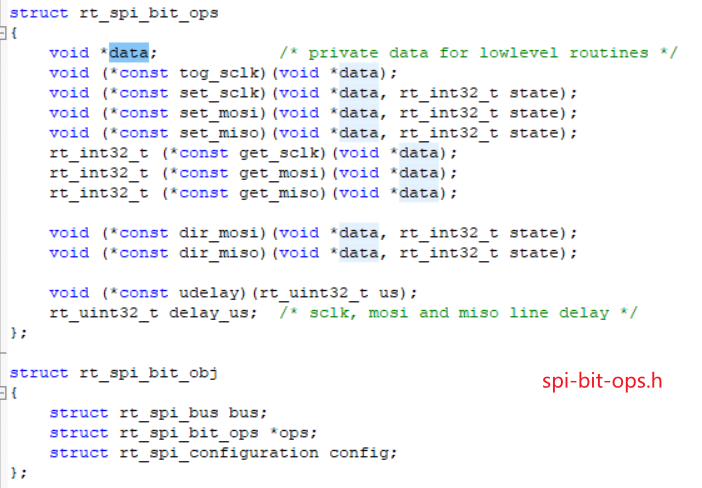 struct rt_spi_bit_ops
{
    void *data;            /* private data for lowlevel routines */
    void (*const tog_sclk)(void *data);
    void (*const set_sclk)(void *data, rt_int32_t state);
    void (*const set_mosi)(void *data, rt_int32_t state);
    void (*const set_miso)(void *data, rt_int32_t state);
    rt_int32_t (*const get_sclk)(void *data);
    rt_int32_t (*const get_mosi)(void *data);
    rt_int32_t (*const get_miso)(void *data);

    void (*const dir_mosi)(void *data, rt_int32_t state);
    void (*const dir_miso)(void *data, rt_int32_t state);

    void (*const udelay)(rt_uint32_t us);
    rt_uint32_t delay_us;  /* sclk, mosi and miso line delay */
};

struct rt_spi_bit_obj
{
    struct rt_spi_bus bus;
    struct rt_spi_bit_ops *ops;
    struct rt_spi_configuration config;
};
spi-bit-ops.h